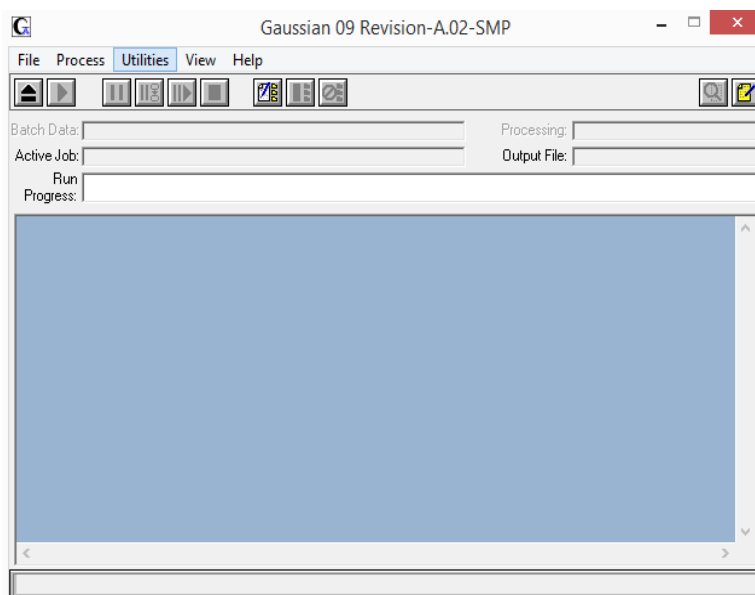 Gaussian 09 Revision-A.02-SMP
File Process Utilities View Help
Batch Data: Processing:
Active Job: Output File:
Run
Progress: